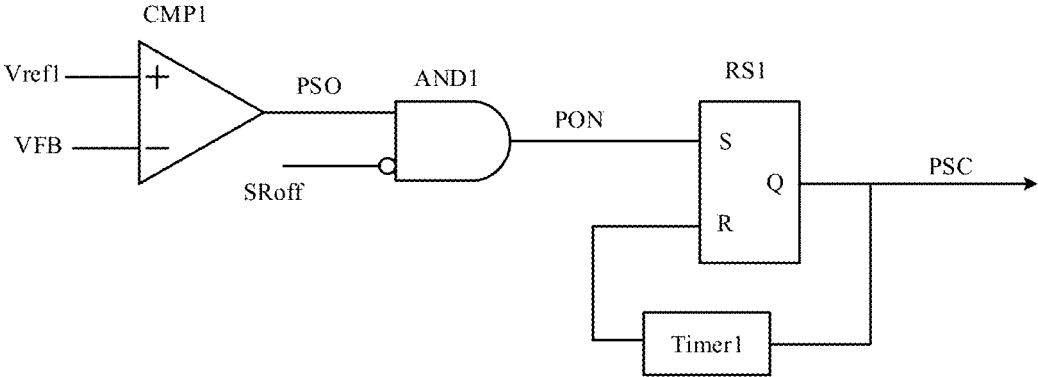 CMP1
Vref1
+
VFB
−
PSO
AND1
SRoff
PON
RS1
S
Q
R
PSC
Timer1